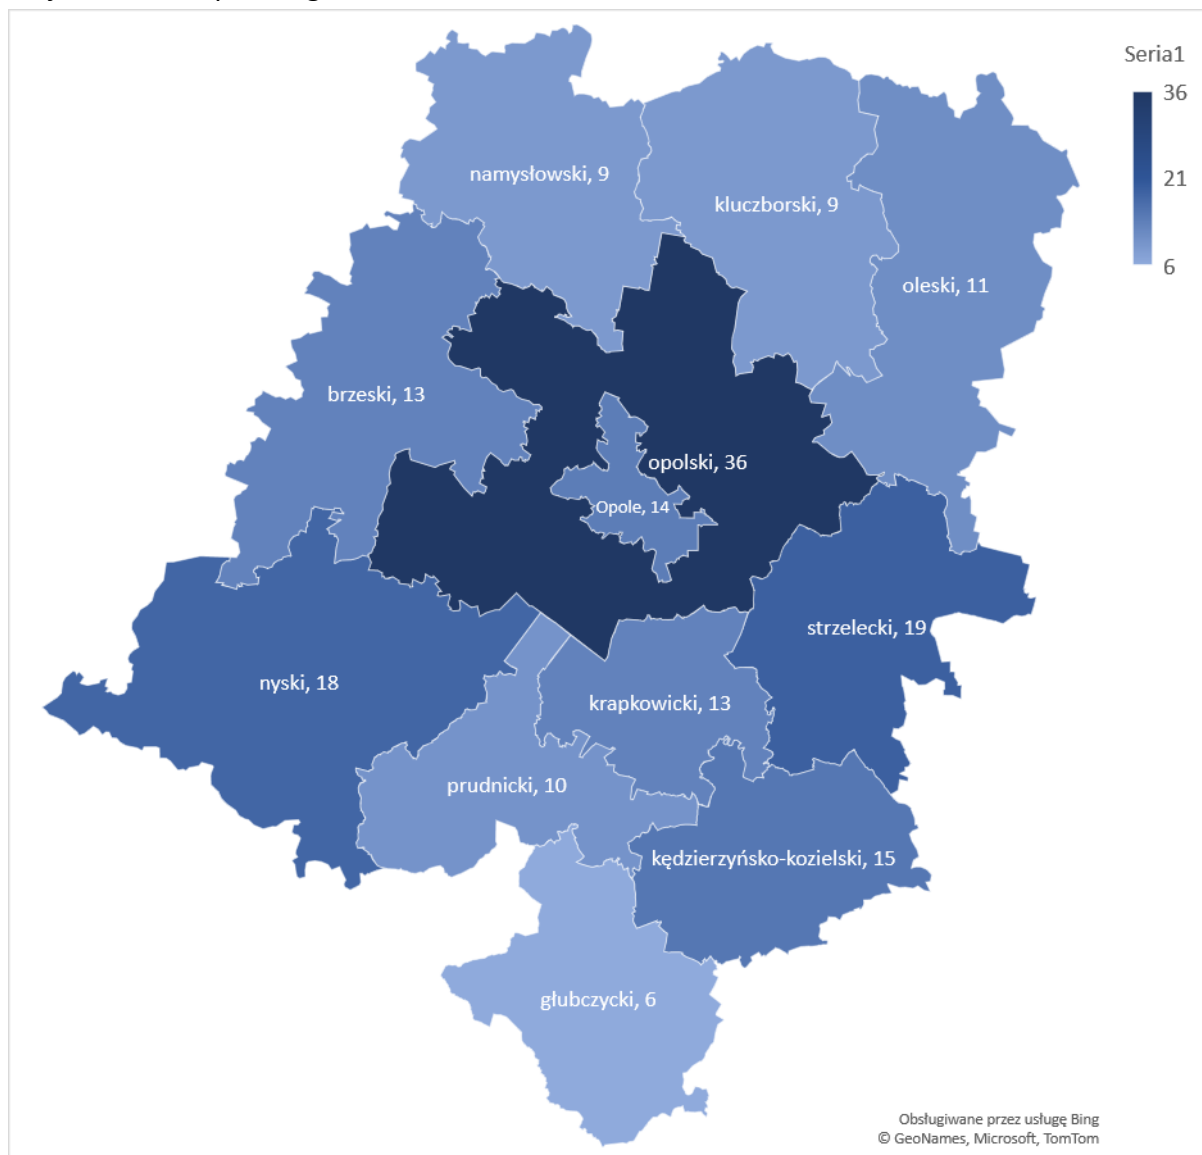 Seria1
36
21
6
namysłowski, 9
kluczborski, 9
oleski, 11
brzeski, 13
opolski, 36
Opole, 14
strzelecki, 19
nyski, 18
krapkowicki, 13
prudnicki, 10
kędzierzyńsko-kozielski, 15
głubczycki, 6
Obsługiwane przez usługę Bing
© GeoNames, Microsoft, TomTom